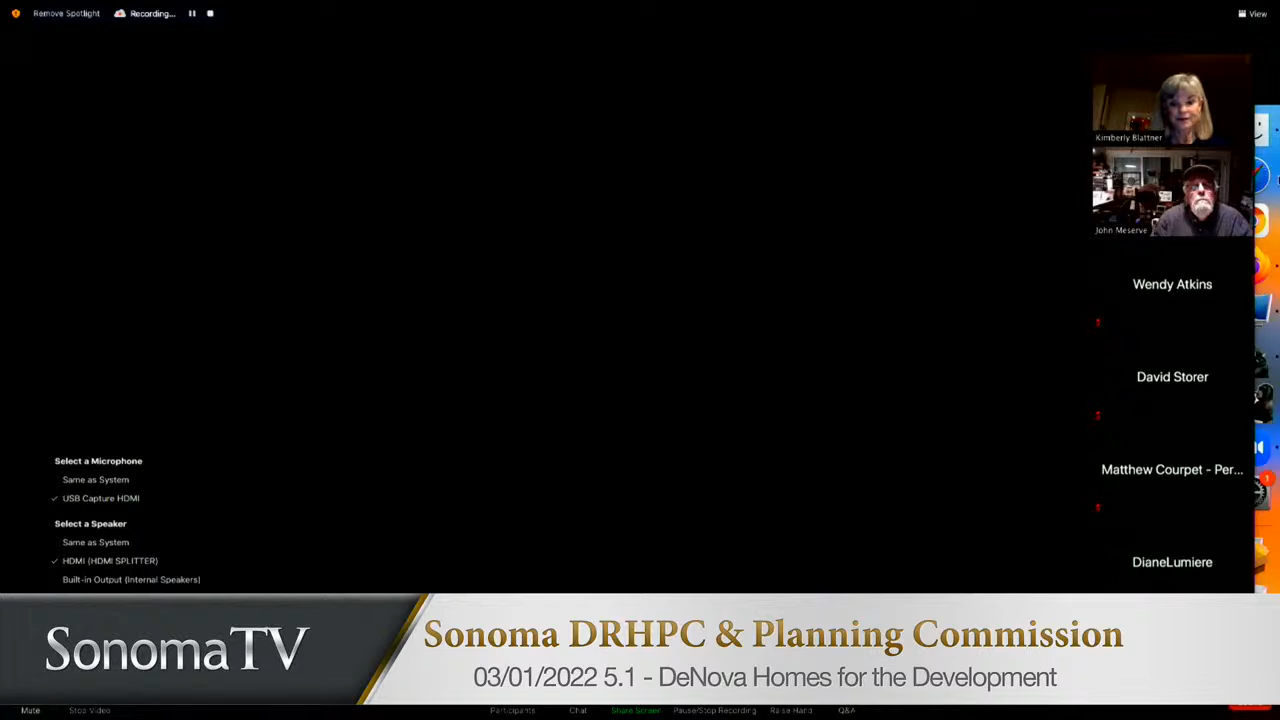 Remove Spotlight
Recording...
View
Kimberly Blattner
John Meserve
Wendy Atkins
David Storer
Matthew Courpet - Per...
DianeLumiere
Select a Microphone
Same as System
USB Capture HDMI
Select a Speaker
Same as System
HDMI (HDMI SPLITTER)
Built-in Output (Internal Speakers)
1
SonomaTV
Sonoma DRHPC & Planning Commission
03/01/2022 5.1 - DeNova Homes for the Development
Mute
Stop Video
Participants
Chat
Share Screen
Pause/Stop Recording
Raise Hand
Q&A